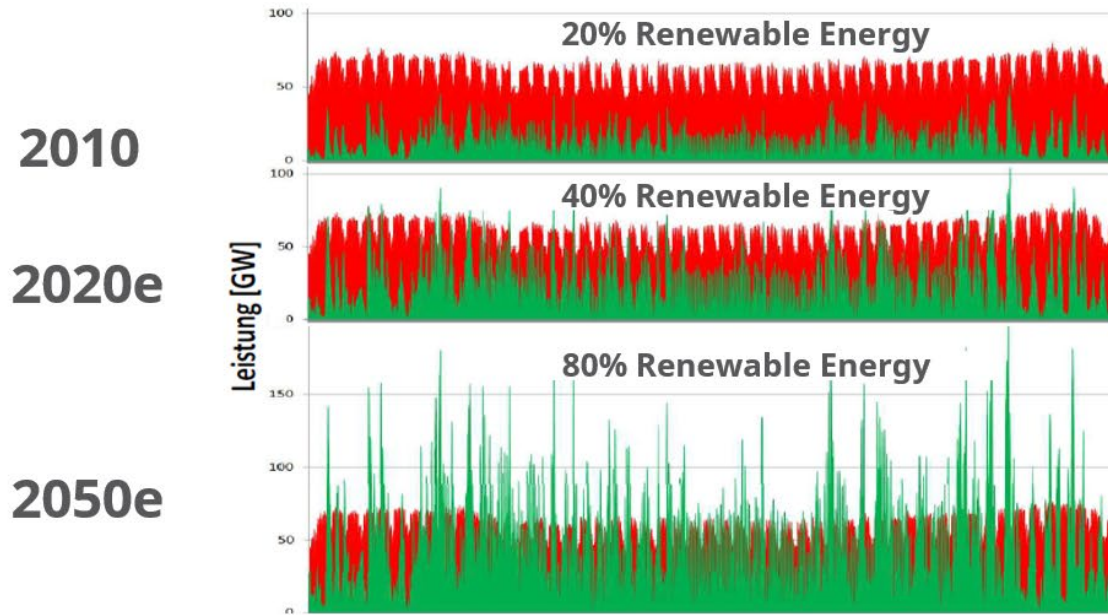 100
20% Renewable Energy
50
2010
0
100
40% Renewable Energy
50
2020e
0
Leistung [GW]
80% Renewable Energy
150
100
2050e
50
0